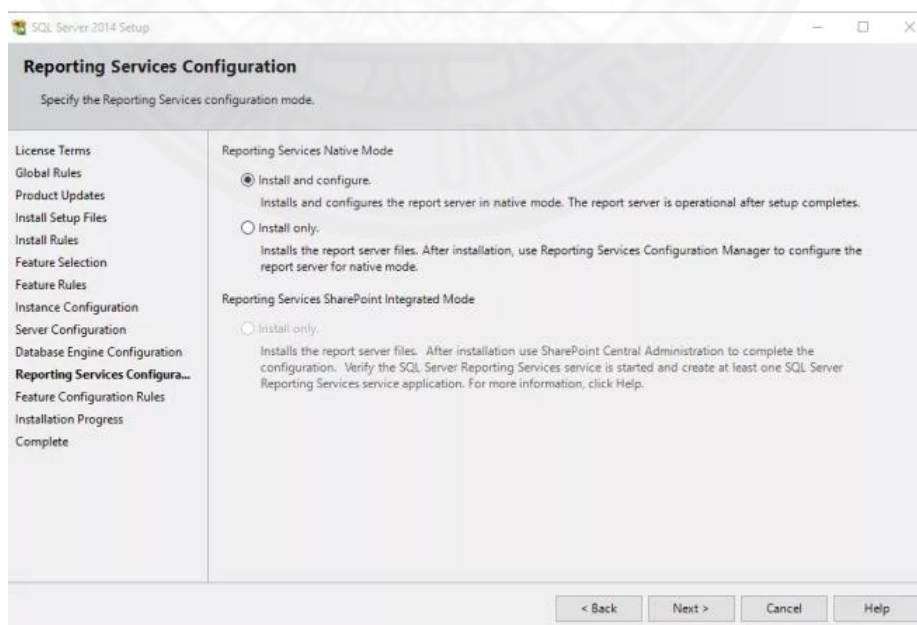 SQL Server 2014 Setup
Reporting Services Configuration
Specify the Reporting Services configuration mode.
License Terms
Global Rules
Product Updates
Install Setup Files
Install Rules
Feature Selection
Feature Rules
Instance Configuration
Server Configuration
Database Engine Configuration
Reporting Services Configura...
Feature Configuration Rules
Installation Progress
Complete
Reporting Services Native Mode
Install and configure.
Installs and configures the report server in native mode. The report server is operational after setup completes.
Install only.
Installs the report server files. After installation, use Reporting Services Configuration Manager to configure the
report server for native mode.
Reporting Services SharePoint Integrated Mode
Install only.
Installs the report server files. After installation use SharePoint Central Administration to complete the
configuration. Verify the SQL Server Reporting Services service is started and create at least one SQL Server
Reporting Services service application. For more information, click Help.
< Back
Next >
Cancel
Help